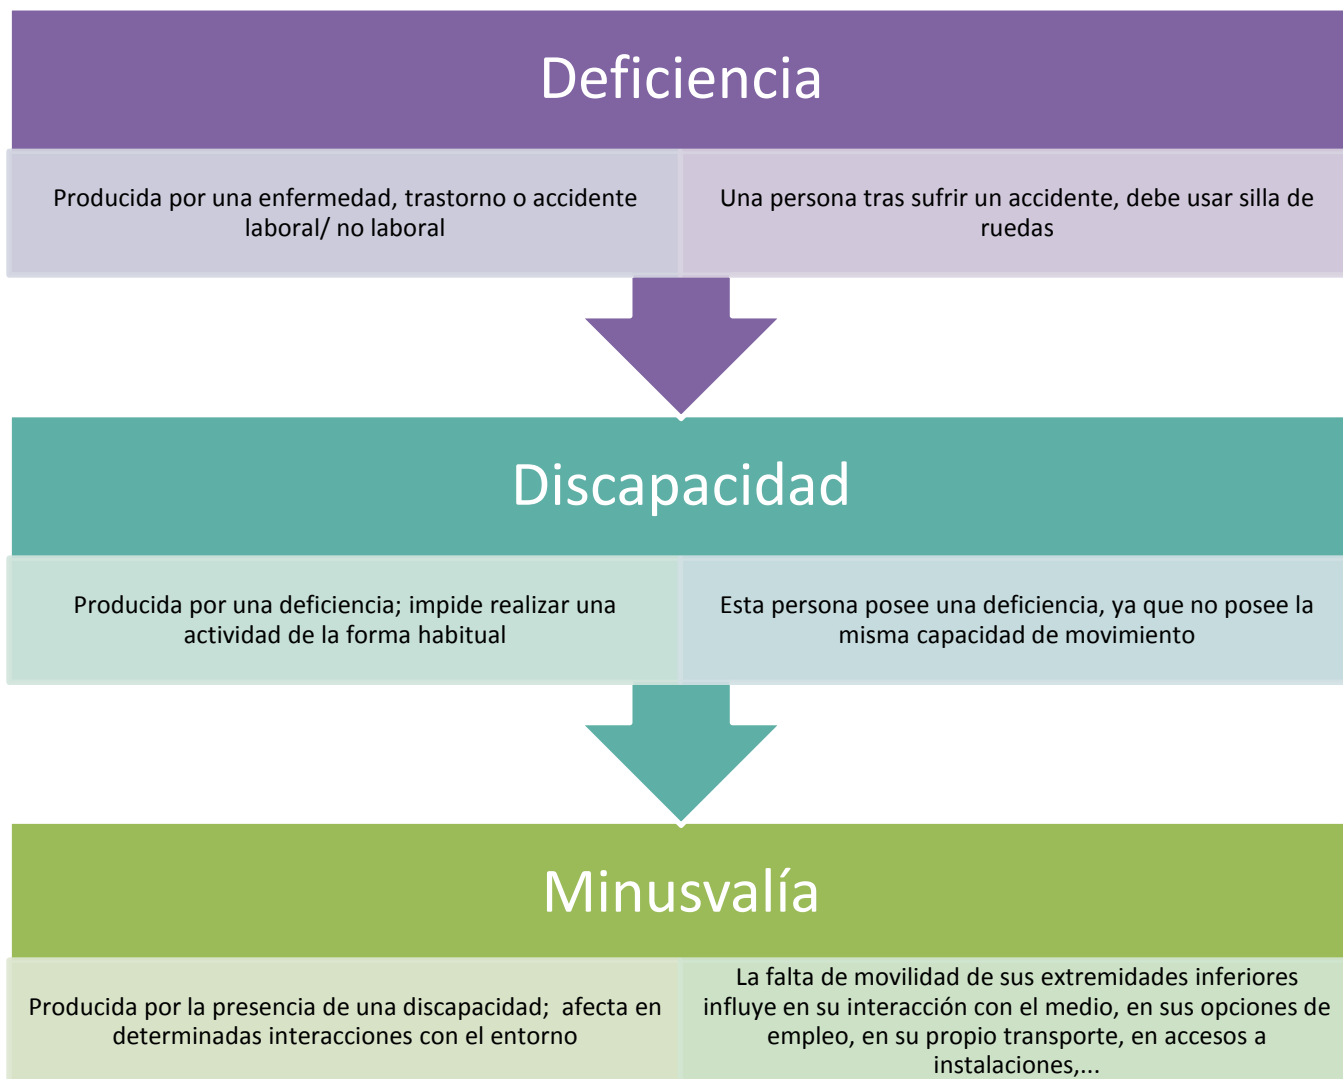 Deficiencia
Producida por una enfermedad, trastorno o accidente
laboral/ no laboral
Una persona tras sufrir un accidente, debe usar silla de
ruedas
Discapacidad
Producida por una deficiencia; impide realizar una
actividad de la forma habitual
Esta persona posee una deficiencia, ya que no posee la
misma capacidad de movimiento
Minusvalía
Producida por la presencia de una discapacidad;  afecta en
determinadas interacciones con el entorno
La falta de movilidad de sus extremidades inferiores
influye en su interacción con el medio, en sus opciones de
empleo, en su propio transporte, en accesos a
instalaciones,...